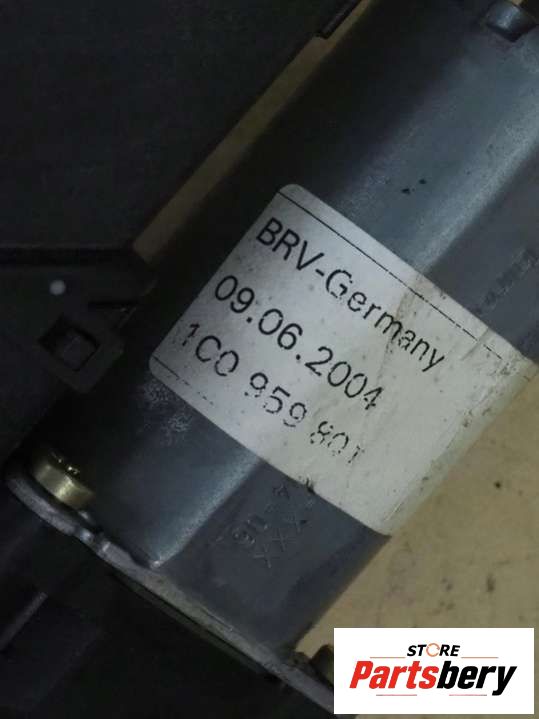 BRV-Germany
09.06.2004
1C0 959 801
STORE
Partsbery